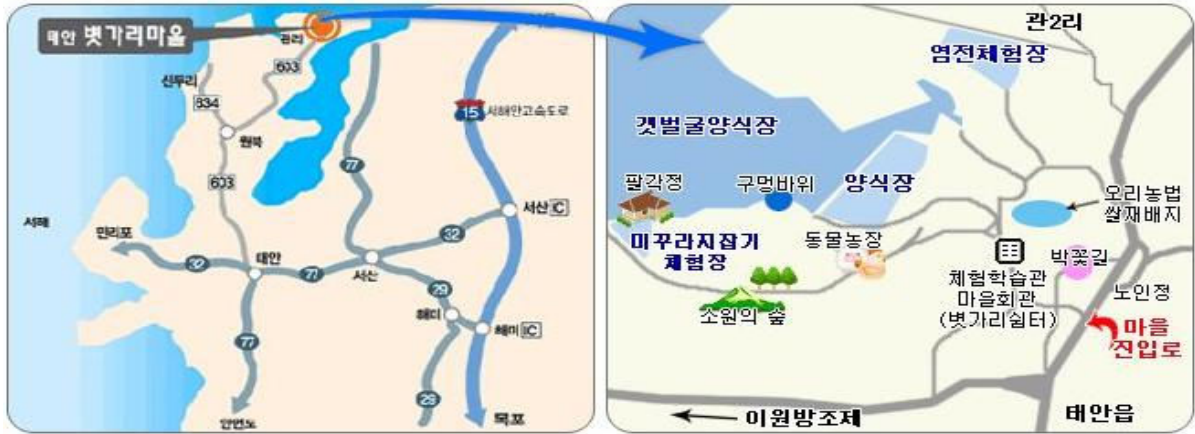 태안 볏가리마을
관리
603
신두리
634
15
서해안고속도로
원북
77
603
서산 IC
서해
만리포
32
32
태안
77
서산
29
해미
해미 IC
77
29
안면도
목포
관2리
염전체험장
갯벌굴양식장
팔각정
구멍바위
양식장
오리농법
쌀재배지
미꾸라지잡기
체험장
동물농장
박꽃길
체험학습관
마을회관
(볏가리쉼터)
노인정
소원의 숲
마을
진입로
이원방조제
태안읍